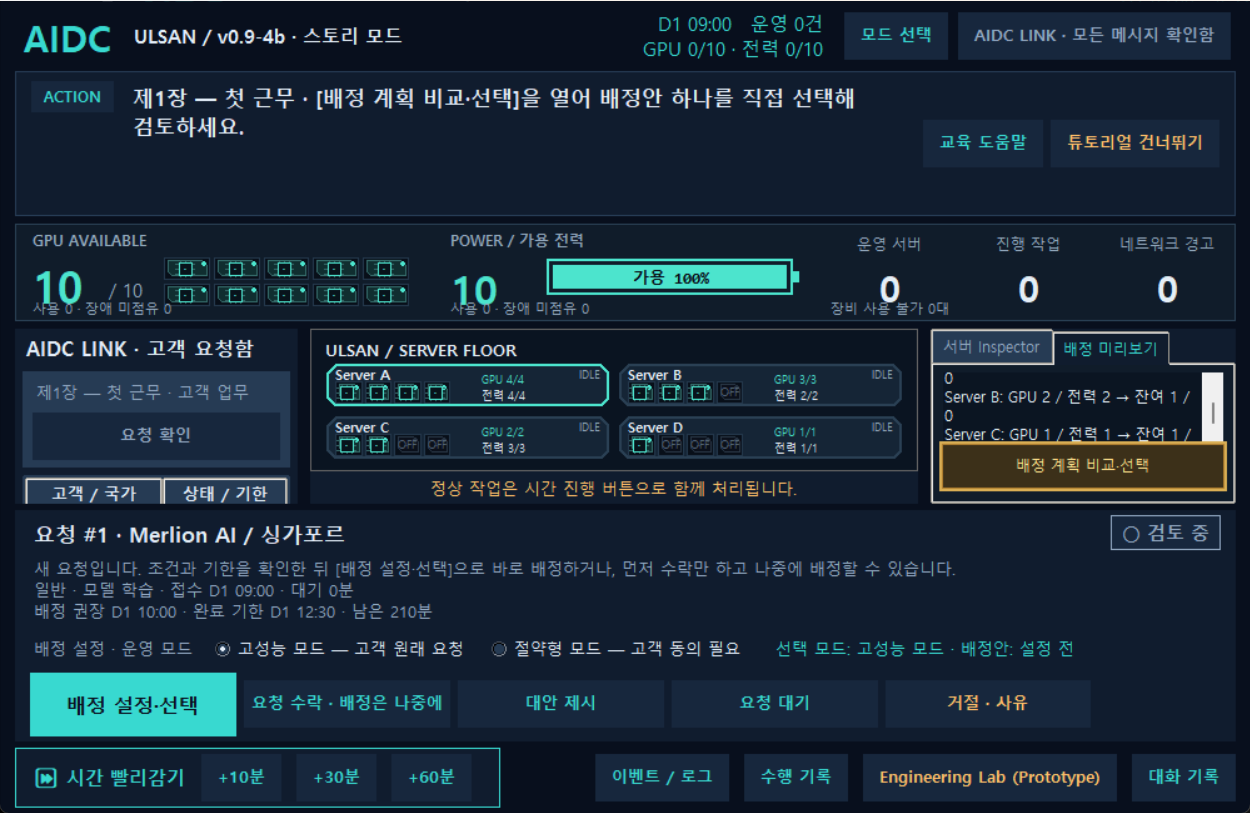 AIDC ULSAN / v0.9-4b · 스토리 모드
D1 09:00 운영 0건
GPU 0/10 · 전력 0/10
모드 선택
AIDC LINK · 모든 메시지 확인함
ACTION
제1장 — 첫 근무 · [배정 계획 비교·선택]을 열어 배정안 하나를 직접 선택해
검토하세요.
교육 도움말
튜토리얼 건너뛰기
GPU AVAILABLE
10 / 10
사용 0 · 장애 미점유 0
POWER / 가용 전력
10
가용 100%
사용 0 · 장애 미점유 0
운영 서버
0
장비 사용 불가 0대
진행 작업
0
네트워크 경고
0
AIDC LINK · 고객 요청함
제1장 — 첫 근무 · 고객 업무
요청 확인
고객 / 국가
상태 / 기한
ULSAN / SERVER FLOOR
Server A
GPU 4/4
전력 4/4
IDLE
Server B
OFF
GPU 3/3
전력 2/2
IDLE
Server C
OFF OFF
GPU 2/2
전력 3/3
IDLE
Server D
OFF OFF OFF
GPU 1/1
전력 1/1
IDLE
정상 작업은 시간 진행 버튼으로 함께 처리됩니다.
서버 Inspector
배정 미리보기
0
Server B: GPU 2 / 전력 2 → 잔여 1 /
0
Server C: GPU 1 / 전력 1 → 잔여 1 /
배정 계획 비교·선택
요청 #1 · Merlion AI / 싱가포르
○ 검토 중
새 요청입니다. 조건과 기한을 확인한 뒤 [배정 설정·선택]으로 바로 배정하거나, 먼저 수락만 하고 나중에 배정할 수 있습니다.
일반 · 모델 학습 · 접수 D1 09:00 · 대기 0분
배정 권장 D1 10:00 · 완료 기한 D1 12:30 · 남은 210분
배정 설정 · 운영 모드
고성능 모드 — 고객 원래 요청
절약형 모드 — 고객 동의 필요
선택 모드: 고성능 모드 · 배정안: 설정 전
배정 설정·선택
요청 수락 · 배정은 나중에
대안 제시
요청 대기
거절 · 사유
시간 빨리감기
+10분
+30분
+60분
이벤트 / 로그
수행 기록
Engineering Lab (Prototype)
대화 기록